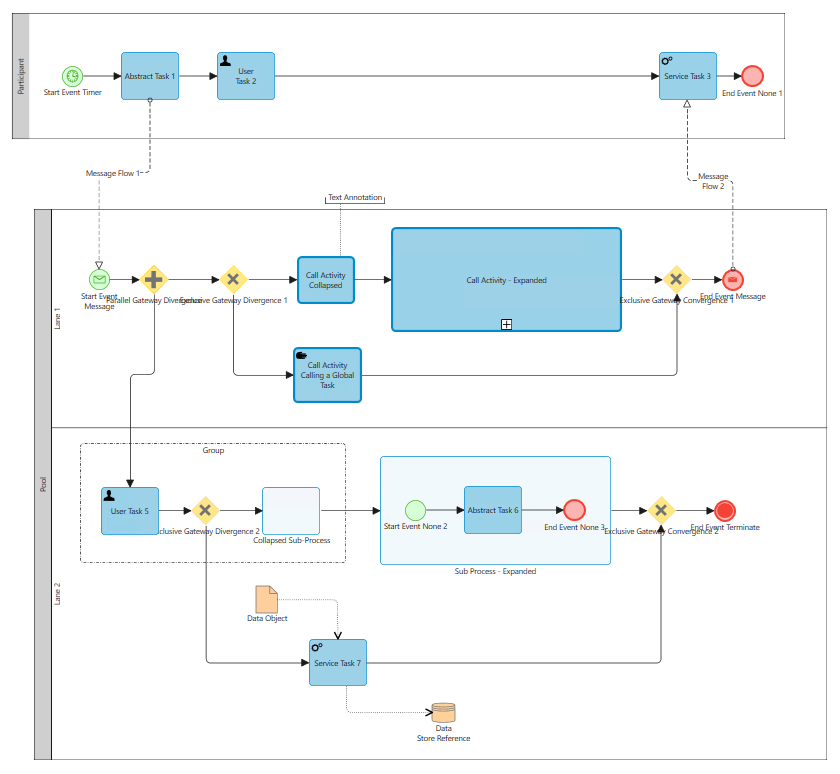 Participant
Start Event Timer
Abstract Task 1
User
Task 2
Service Task 3
End Event None 1
Message Flow 1
Message
Flow 2
Text Annotation
Pool
Lane 1
Start Event
Message
Parallel Gateway Divergence
Exclusive Gateway Divergence 1
Call Activity
Collapsed
Call Activity - Expanded
Exclusive Gateway Convergence 1
End Event Message
Call Activity
Calling a Global
Task
Lane 2
Group
User Task 5
Exclusive Gateway Divergence 2
Collapsed Sub-Process
Start Event None 2
Abstract Task 6
End Event None 3
Sub Process - Expanded
Exclusive Gateway Convergence 2
End Event Terminate
Data Object
Service Task 7
Data
Store Reference